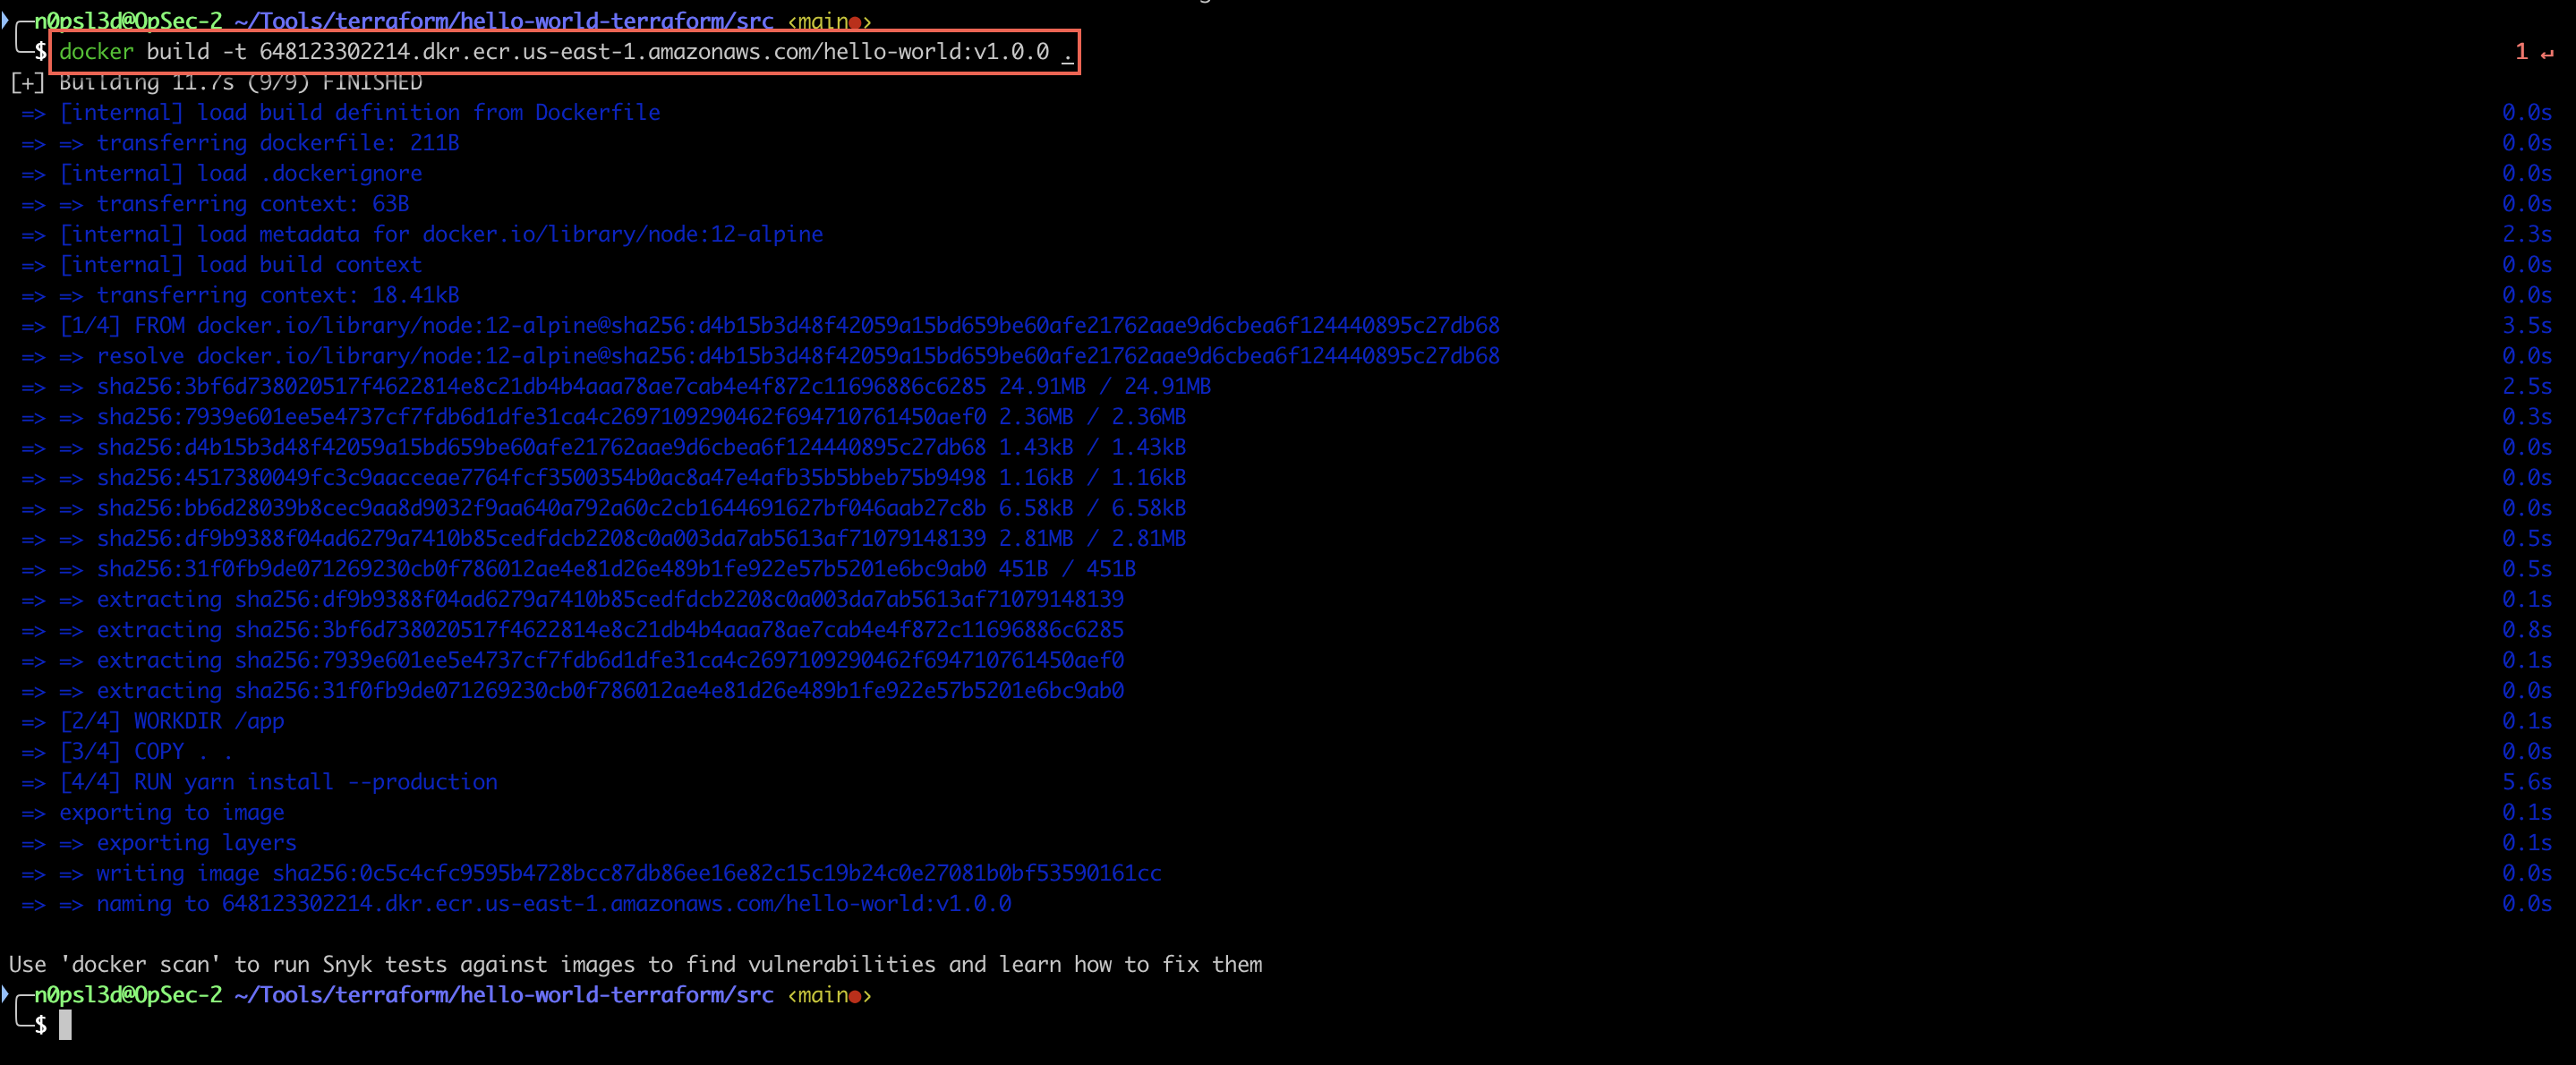 n0psl3d@OpSec-2 ~/Tools/terraform/hello-world-terraform/src ‹main●›
$ docker build -t 648123302214.dkr.ecr.us-east-1.amazonaws.com/hello-world:v1.0.0 . 1 ↵
[+] Building 11.7s (9/9) FINISHED
=> [internal] load build definition from Dockerfile 0.0s
=> => transferring dockerfile: 211B 0.0s
=> [internal] load .dockerignore 0.0s
=> => transferring context: 63B 0.0s
=> [internal] load metadata for docker.io/library/node:12-alpine 2.3s
=> [internal] load build context 0.0s
=> => transferring context: 18.41kB 0.0s
=> [1/4] FROM docker.io/library/node:12-alpine@sha256:d4b15b3d48f42059a15bd659be60afe21762aae9d6cbea6f124440895c27db68 3.5s
=> => resolve docker.io/library/node:12-alpine@sha256:d4b15b3d48f42059a15bd659be60afe21762aae9d6cbea6f124440895c27db68 0.0s
=> => sha256:3bf6d738020517f4622814e8c21db4b4aaa78ae7cab4e4f872c11696886c6285 24.91MB / 24.91MB 2.5s
=> => sha256:7939e601ee5e4737cf7fdb6d1dfe31ca4c2697109290462f694710761450aef0 2.36MB / 2.36MB 0.3s
=> => sha256:d4b15b3d48f42059a15bd659be60afe21762aae9d6cbea6f124440895c27db68 1.43kB / 1.43kB 0.0s
=> => sha256:4517380049fc3c9aacceae7764fcf3500354b0ac8a47e4afb35b5bbeb75b9498 1.16kB / 1.16kB 0.0s
=> => sha256:bb6d28039b8cec9aa8d9032f9aa640a792a60c2cb1644691627bf046aab27c8b 6.58kB / 6.58kB 0.0s
=> => sha256:df9b9388f04ad6279a7410b85cedfdcb2208c0a003da7ab5613af71079148139 2.81MB / 2.81MB 0.5s
=> => sha256:31f0fb9de071269230cb0f786012ae4e81d26e489b1fe922e57b5201e6bc9ab0 451B / 451B 0.5s
=> => extracting sha256:df9b9388f04ad6279a7410b85cedfdcb2208c0a003da7ab5613af71079148139 0.1s
=> => extracting sha256:3bf6d738020517f4622814e8c21db4b4aaa78ae7cab4e4f872c11696886c6285 0.8s
=> => extracting sha256:7939e601ee5e4737cf7fdb6d1dfe31ca4c2697109290462f694710761450aef0 0.1s
=> => extracting sha256:31f0fb9de071269230cb0f786012ae4e81d26e489b1fe922e57b5201e6bc9ab0 0.0s
=> [2/4] WORKDIR /app 0.1s
=> [3/4] COPY . . 0.0s
=> [4/4] RUN yarn install --production 5.6s
=> exporting to image 0.1s
=> => exporting layers 0.1s
=> => writing image sha256:0c5c4cfc9595b4728bcc87db86ee16e82c15c19b24c0e27081b0bf53590161cc 0.0s
=> => naming to 648123302214.dkr.ecr.us-east-1.amazonaws.com/hello-world:v1.0.0 0.0s
Use 'docker scan' to run Snyk tests against images to find vulnerabilities and learn how to fix them
n0psl3d@OpSec-2 ~/Tools/terraform/hello-world-terraform/src ‹main●›
$